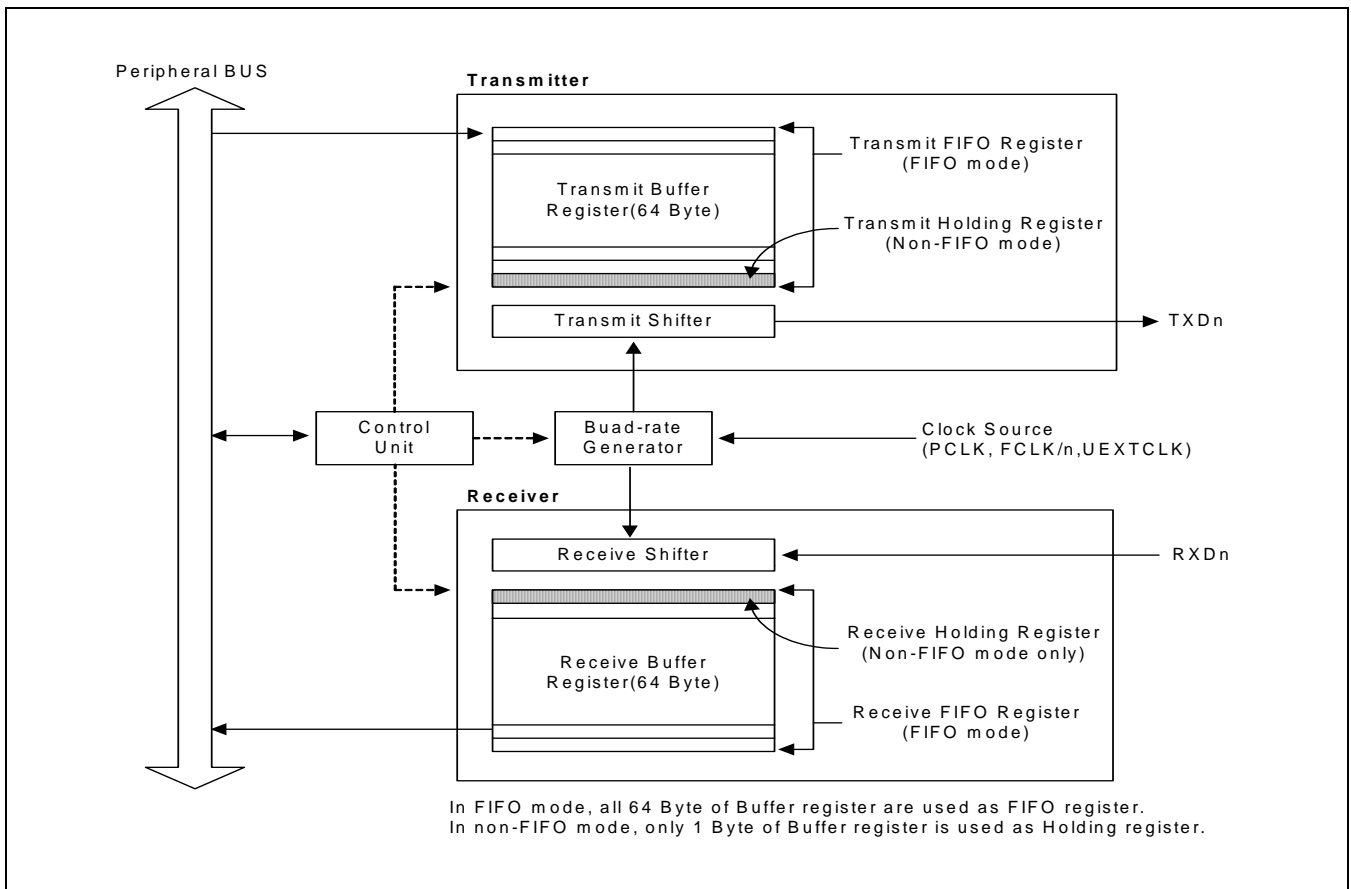 Peripheral BUS
Transmitter
Transmit FIFO Register
(FIFO mode)
Transmit Buffer
Register(64 Byte)
Transmit Holding Register
(Non-FIFO mode)
Transmit Shifter
TXDn
Control
Unit
Buad-rate
Generator
Clock Source
(PCLK, FCLK/n,UEXTCLK)
Receiver
Receive Shifter
RXDn
Receive Holding Register
(Non-FIFO mode only)
Receive Buffer
Register(64 Byte)
Receive FIFO Register
(FIFO mode)
In FIFO mode, all 64 Byte of Buffer register are used as FIFO register.
In non-FIFO mode, only 1 Byte of Buffer register is used as Holding register.